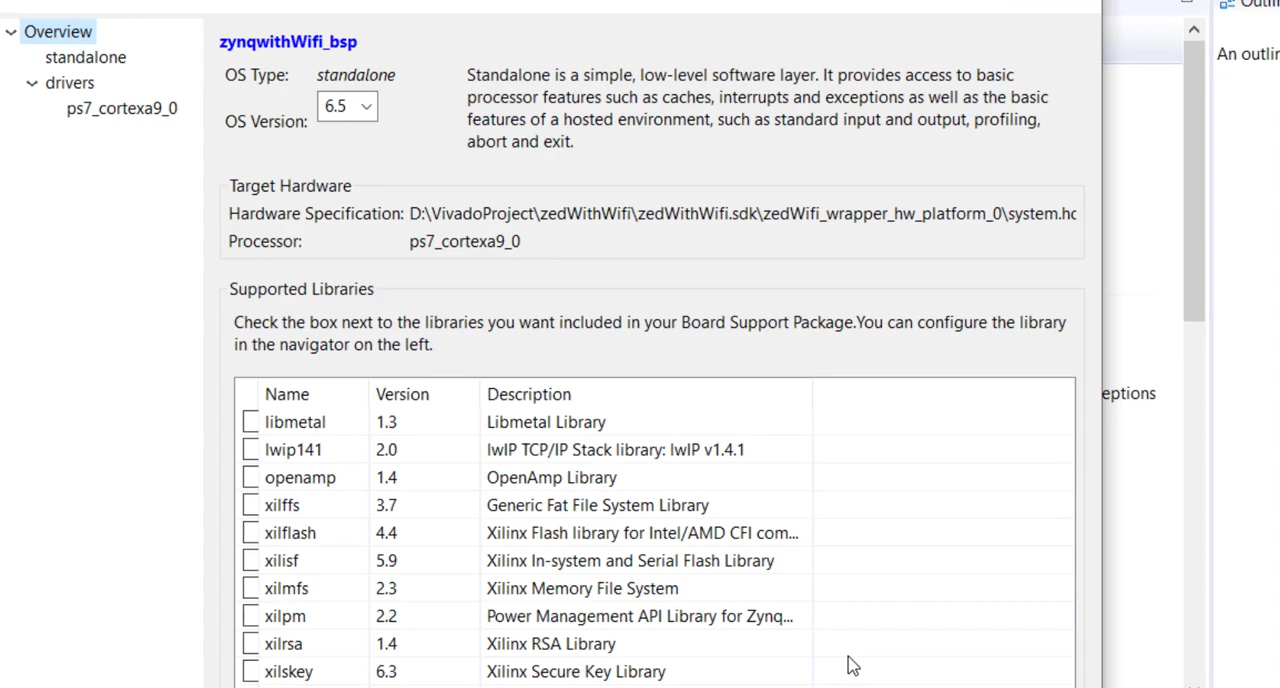 Overview
standalone
drivers
ps7_cortexa9_0
zynqwithWifi_bsp
OS Type: standalone
OS Version: 6.5
Standalone is a simple, low-level software layer. It provides access to basic
processor features such as caches, interrupts and exceptions as well as the basic
features of a hosted environment, such as standard input and output, profiling,
abort and exit.
Target Hardware
Hardware Specification: D:\VivadoProject\zedWithWifi\zedWithWifi.sdk\zedWifi_wrapper_hw_platform_0\system.hc
Processor: ps7_cortexa9_0
Supported Libraries
Check the box next to the libraries you want included in your Board Support Package.You can configure the library
in the navigator on the left.
Name Version Description
libmetal 1.3 Libmetal Library
lwip141 2.0 lwIP TCP/IP Stack library: lwIP v1.4.1
openamp 1.4 OpenAmp Library
xilffs 3.7 Generic Fat File System Library
xilflash 4.4 Xilinx Flash library for Intel/AMD CFI com...
xilisf 5.9 Xilinx In-system and Serial Flash Library
xilmfs 2.3 Xilinx Memory File System
xilpm 2.2 Power Management API Library for Zynq...
xilrsa 1.4 Xilinx RSA Library
xilskey 6.3 Xilinx Secure Key Library
eptions
An outlin